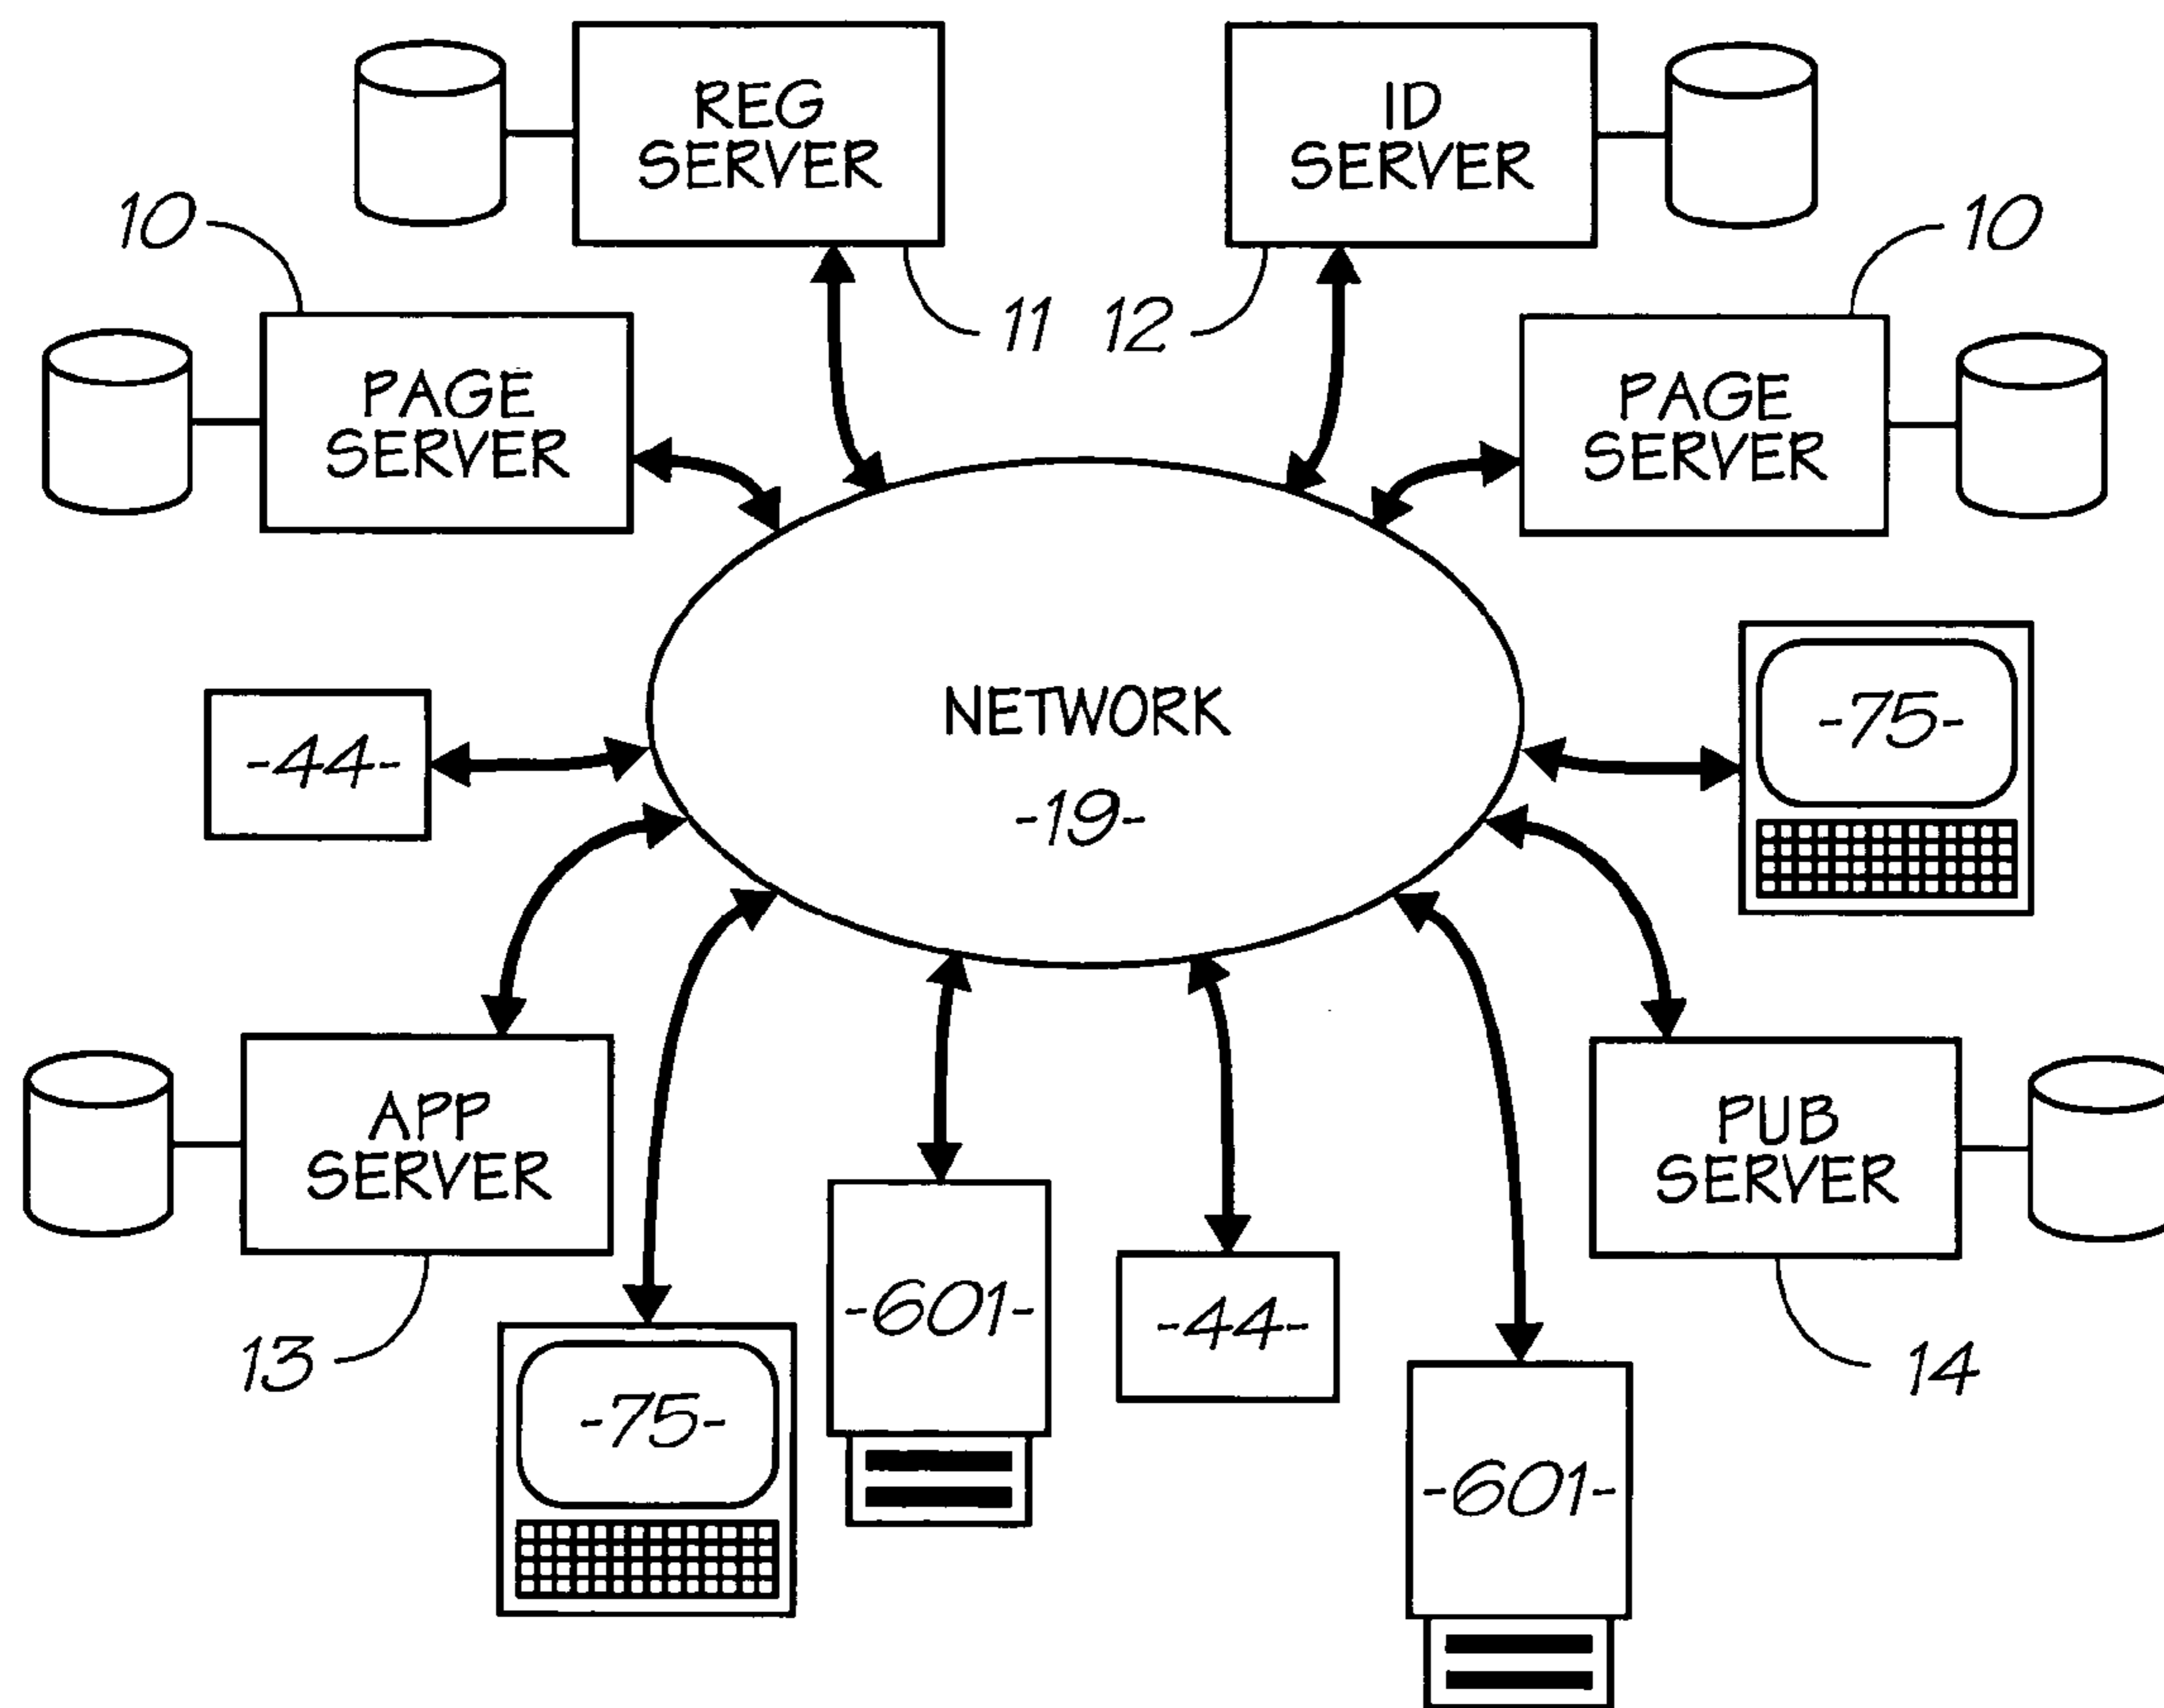 REG
SERVER
ID
SERVER
10
10
11
12
PAGE
SERVER
PAGE
SERVER
NETWORK
-19-
-44-
-75-
APP
SERVER
PUB
SERVER
13
14
-75-
-601-
-44-
-601-